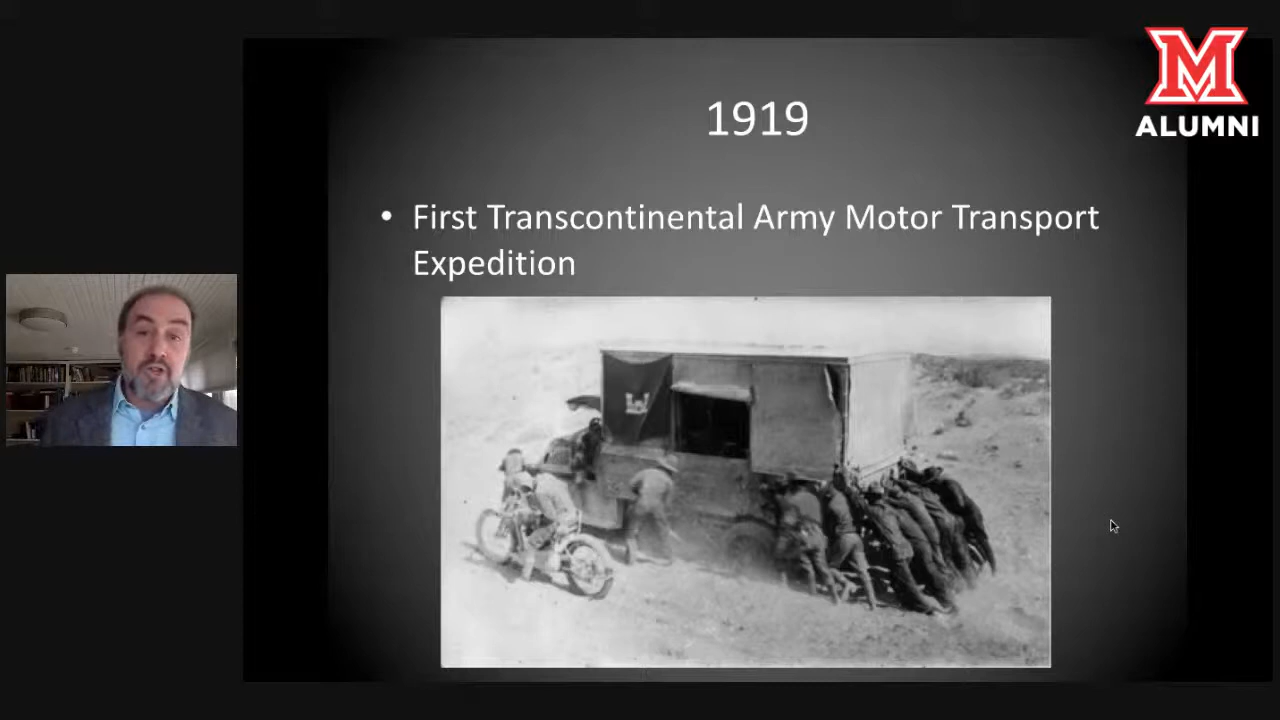 1919
• First Transcontinental Army Motor Transport
Expedition
M
ALUMNI